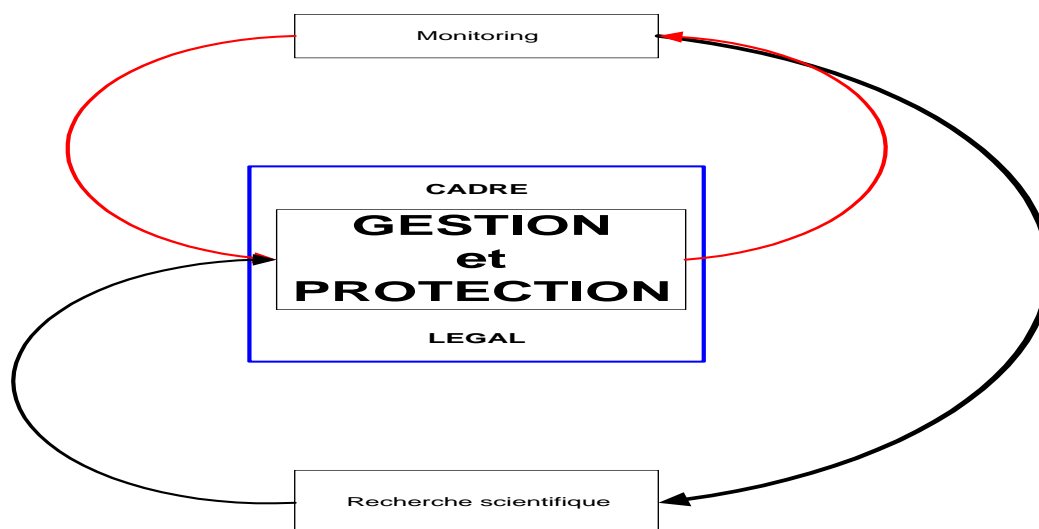 Monitoring
CADRE
GESTION
et
PROTECTION
LEGAL
Recherche scientifique